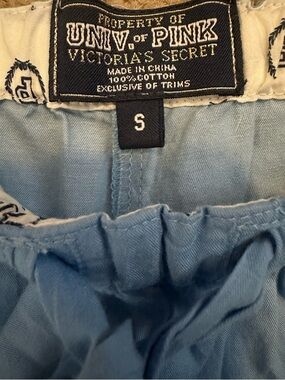 PROPERTY OF
UNIV. OF PINK
VICTORIA'S SECRET
MADE IN CHINA
100% COTTON
EXCLUSIVE OF TRIMS
S
P